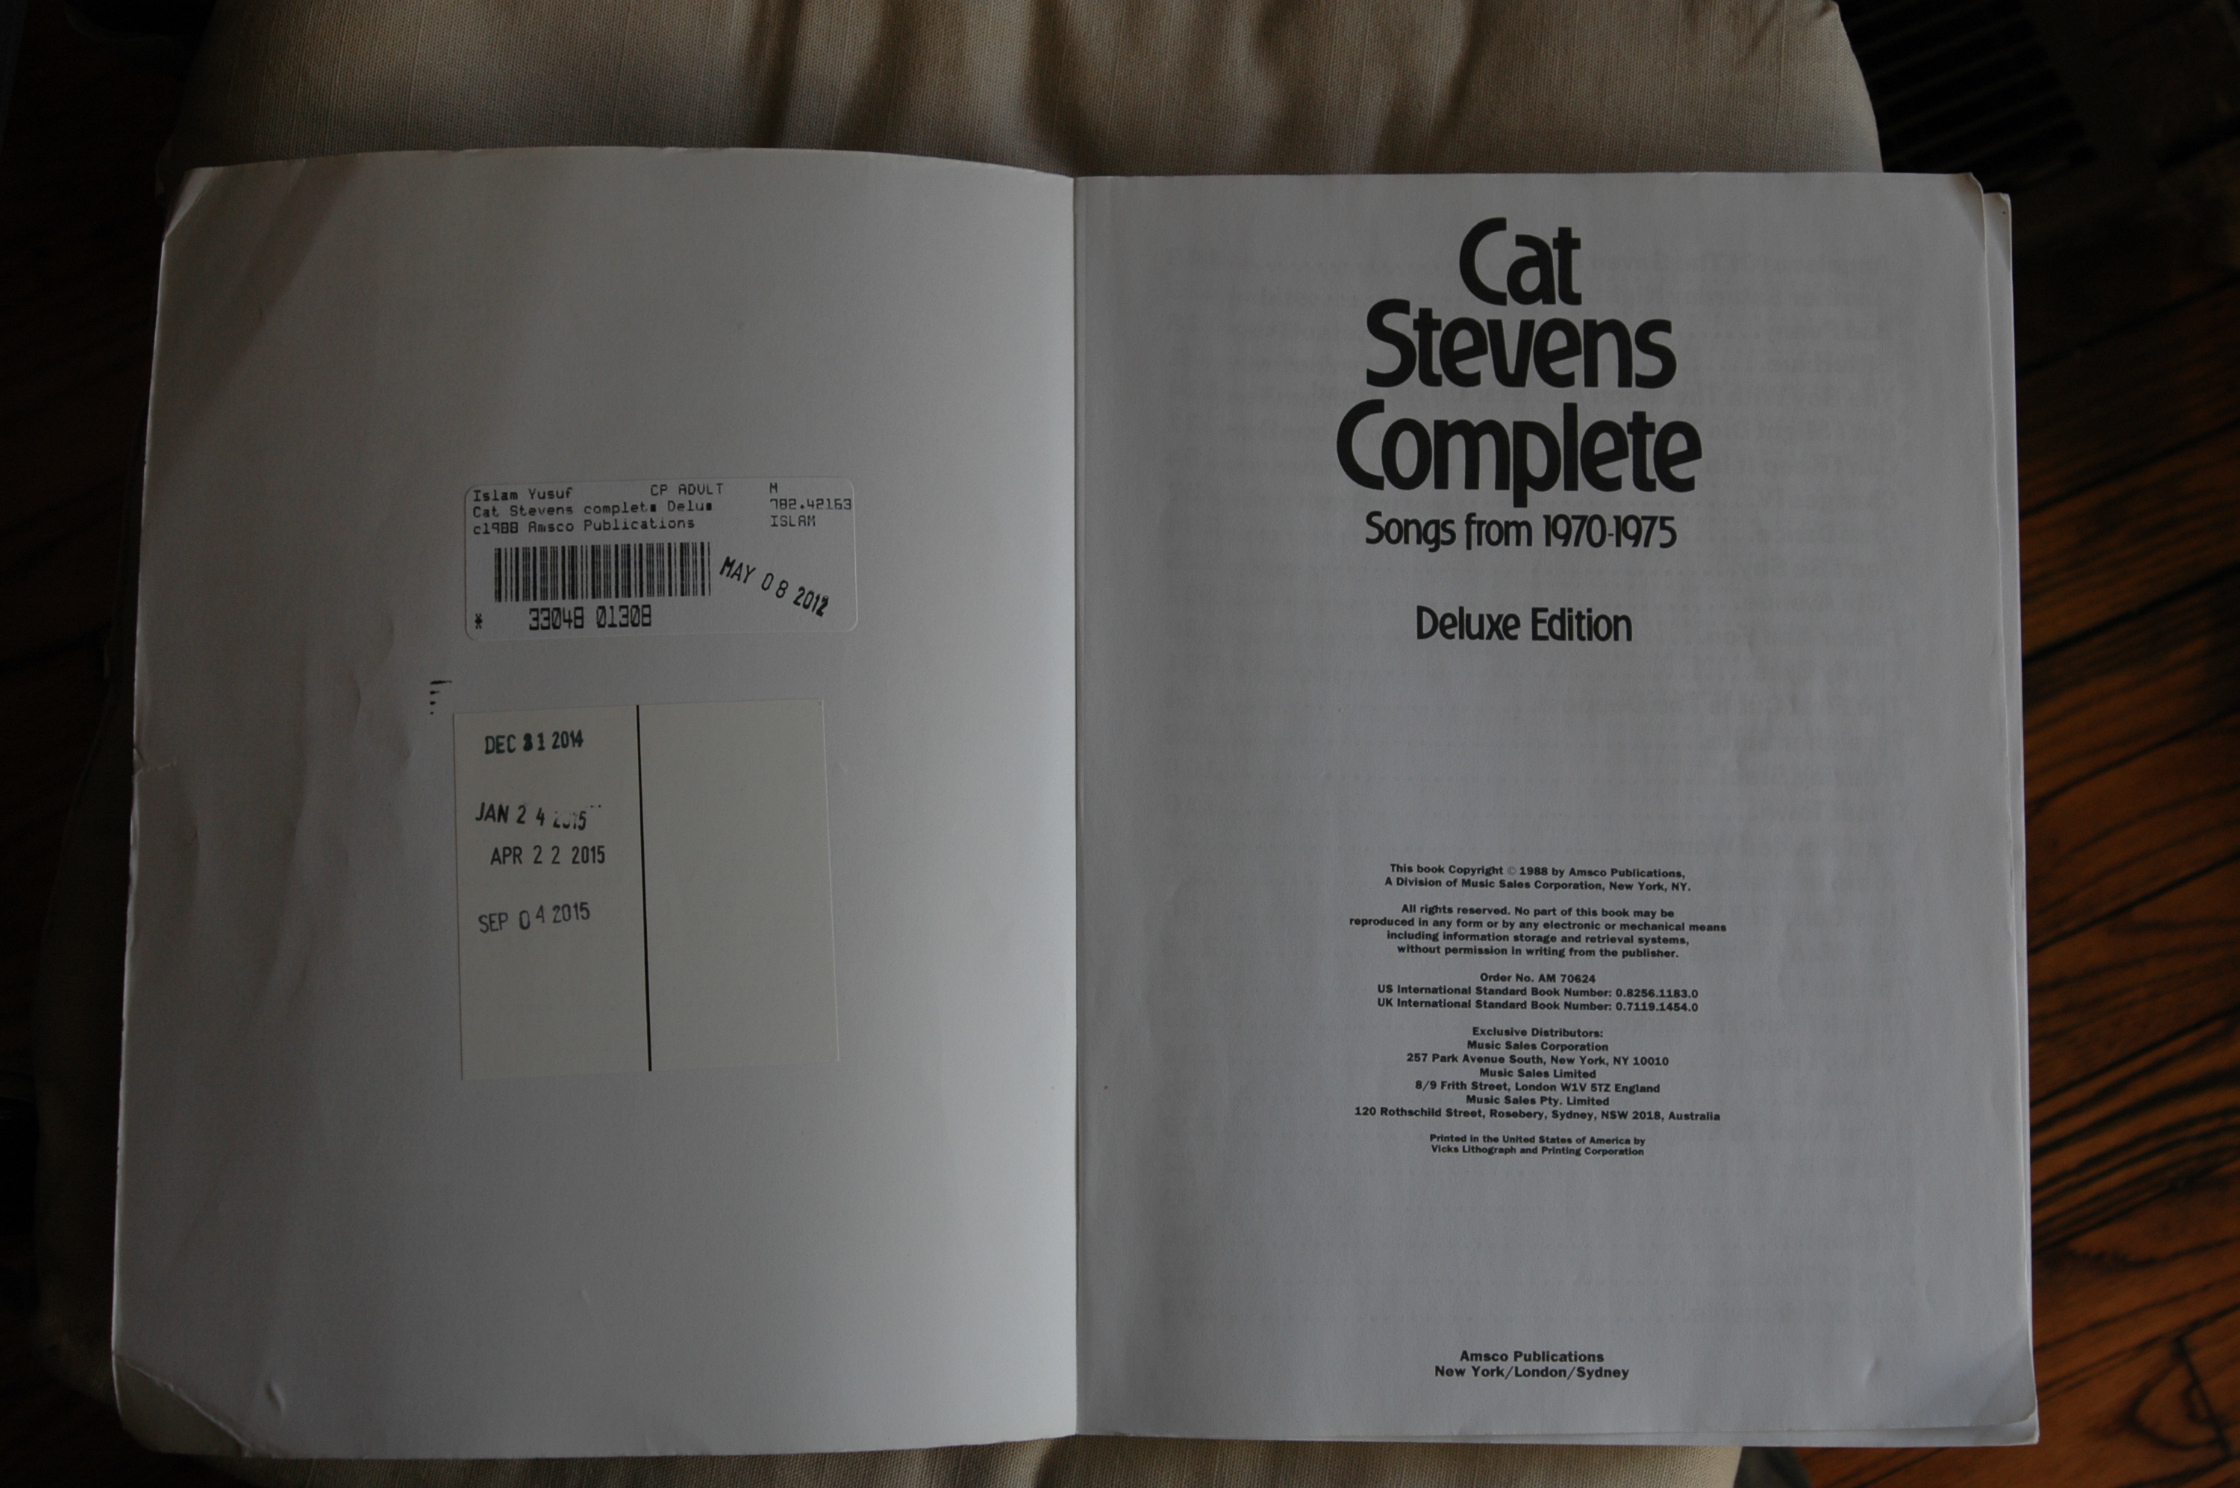 Islam Yusuf CP ADULT M
Cat Stevens complete Delu 782.42163
c1988 Amsco Publications ISLAM
MAY 08 2012
* 33048 01308
DEC 31 2014
JAN 24 2015
APR 22 2015
SEP 04 2015
Cat
Stevens
Complete
Songs from 1970-1975
Deluxe Edition
This book Copyright © 1988 by Amsco Publications,
A Division of Music Sales Corporation, New York, NY.
All rights reserved. No part of this book may be
reproduced in any form or by any electronic or mechanical means
including information storage and retrieval systems,
without permission in writing from the publisher.
Order No. AM 70624
US International Standard Book Number: 0.8256.1183.0
UK International Standard Book Number: 0.7119.1454.0
Exclusive Distributors:
Music Sales Corporation
257 Park Avenue South, New York, NY 10010
Music Sales Limited
8/9 Frith Street, London W1V 5TZ England
Music Sales Pty. Limited
120 Rothschild Street, Rosebery, Sydney, NSW 2018, Australia
Printed in the United States of America by
Vicks Lithograph and Printing Corporation
Amsco Publications
New York/London/Sydney